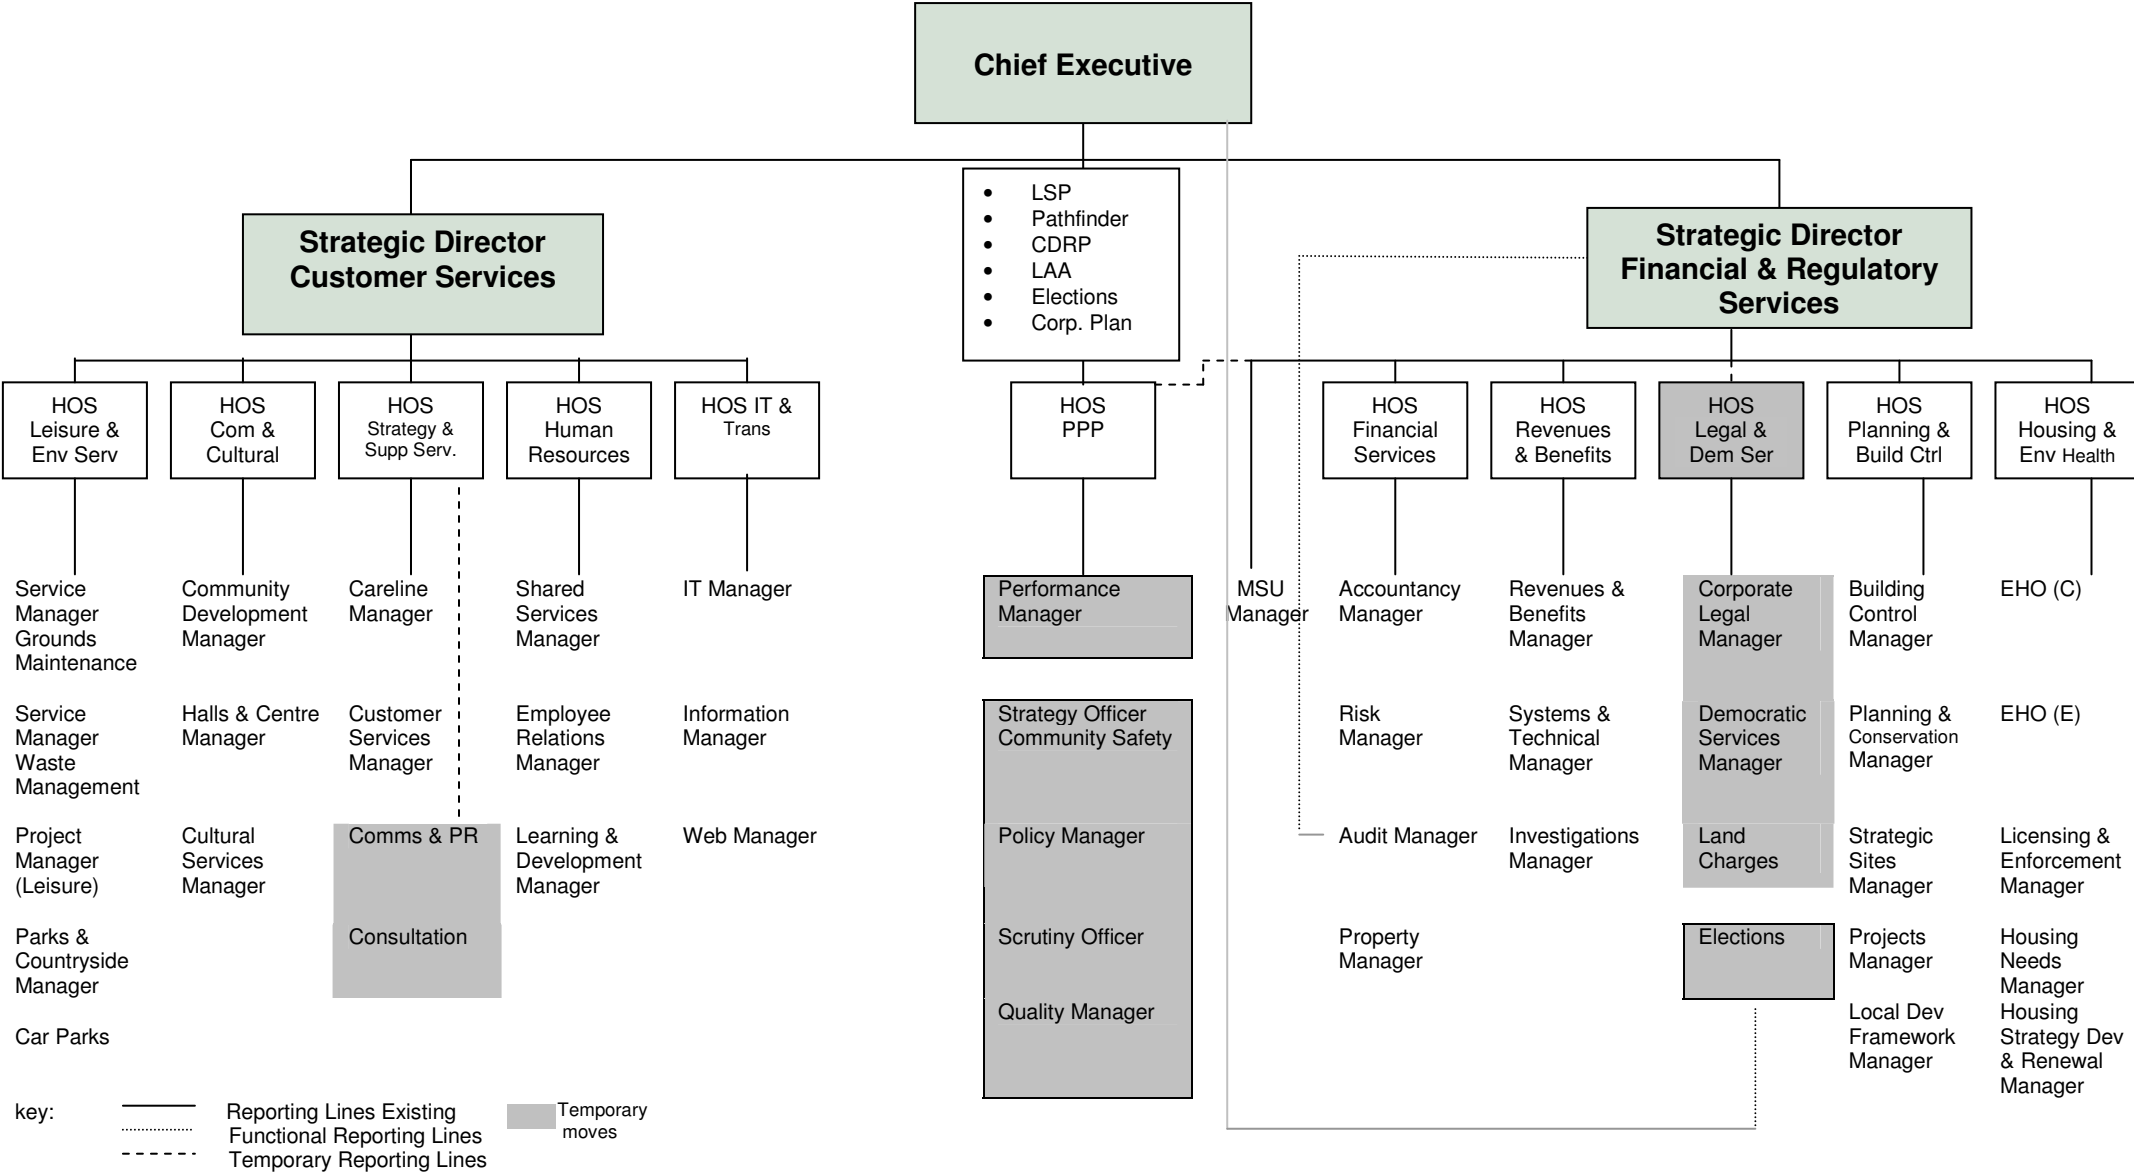 Chief Executive
• LSP
• Pathfinder
• CDRP
• LAA
• Elections
• Corp. Plan
Strategic Director
Customer Services
Strategic Director
Financial & Regulatory
Services
HOS
Leisure &
Env Serv
HOS
Com &
Cultural
HOS
Strategy &
Supp Serv.
HOS
Human
Resources
HOS IT &
Trans
HOS
PPP
HOS
Financial
Services
HOS
Revenues
& Benefits
HOS
Legal &
Dem Ser
HOS
Planning &
Build Ctrl
HOS
Housing &
Env Health
Service
Manager
Grounds
Maintenance
Community
Development
Manager
Careline
Manager
Shared
Services
Manager
IT Manager
Performance
Manager
MSU
Manager
Accountancy
Manager
Revenues &
Benefits
Manager
Corporate
Legal
Manager
Building
Control
Manager
EHO (C)
Service
Manager
Waste
Management
Halls & Centre
Manager
Customer
Services
Manager
Employee
Relations
Manager
Information
Manager
Strategy Officer
Community Safety
Risk
Manager
Systems &
Technical
Manager
Democratic
Services
Manager
Planning &
Conservation
Manager
EHO (E)
Project
Manager
(Leisure)
Cultural
Services
Manager
Comms & PR
Learning &
Development
Manager
Web Manager
Policy Manager
Audit Manager
Investigations
Manager
Land
Charges
Strategic
Sites
Manager
Licensing &
Enforcement
Manager
Parks &
Countryside
Manager
Consultation
Scrutiny Officer
Property
Manager
Elections
Projects
Manager
Housing
Needs
Manager
Car Parks
Quality Manager
Local Dev
Framework
Manager
Housing
Strategy Dev
& Renewal
Manager
key:
Reporting Lines Existing
Functional Reporting Lines
Temporary Reporting Lines
Temporary
moves